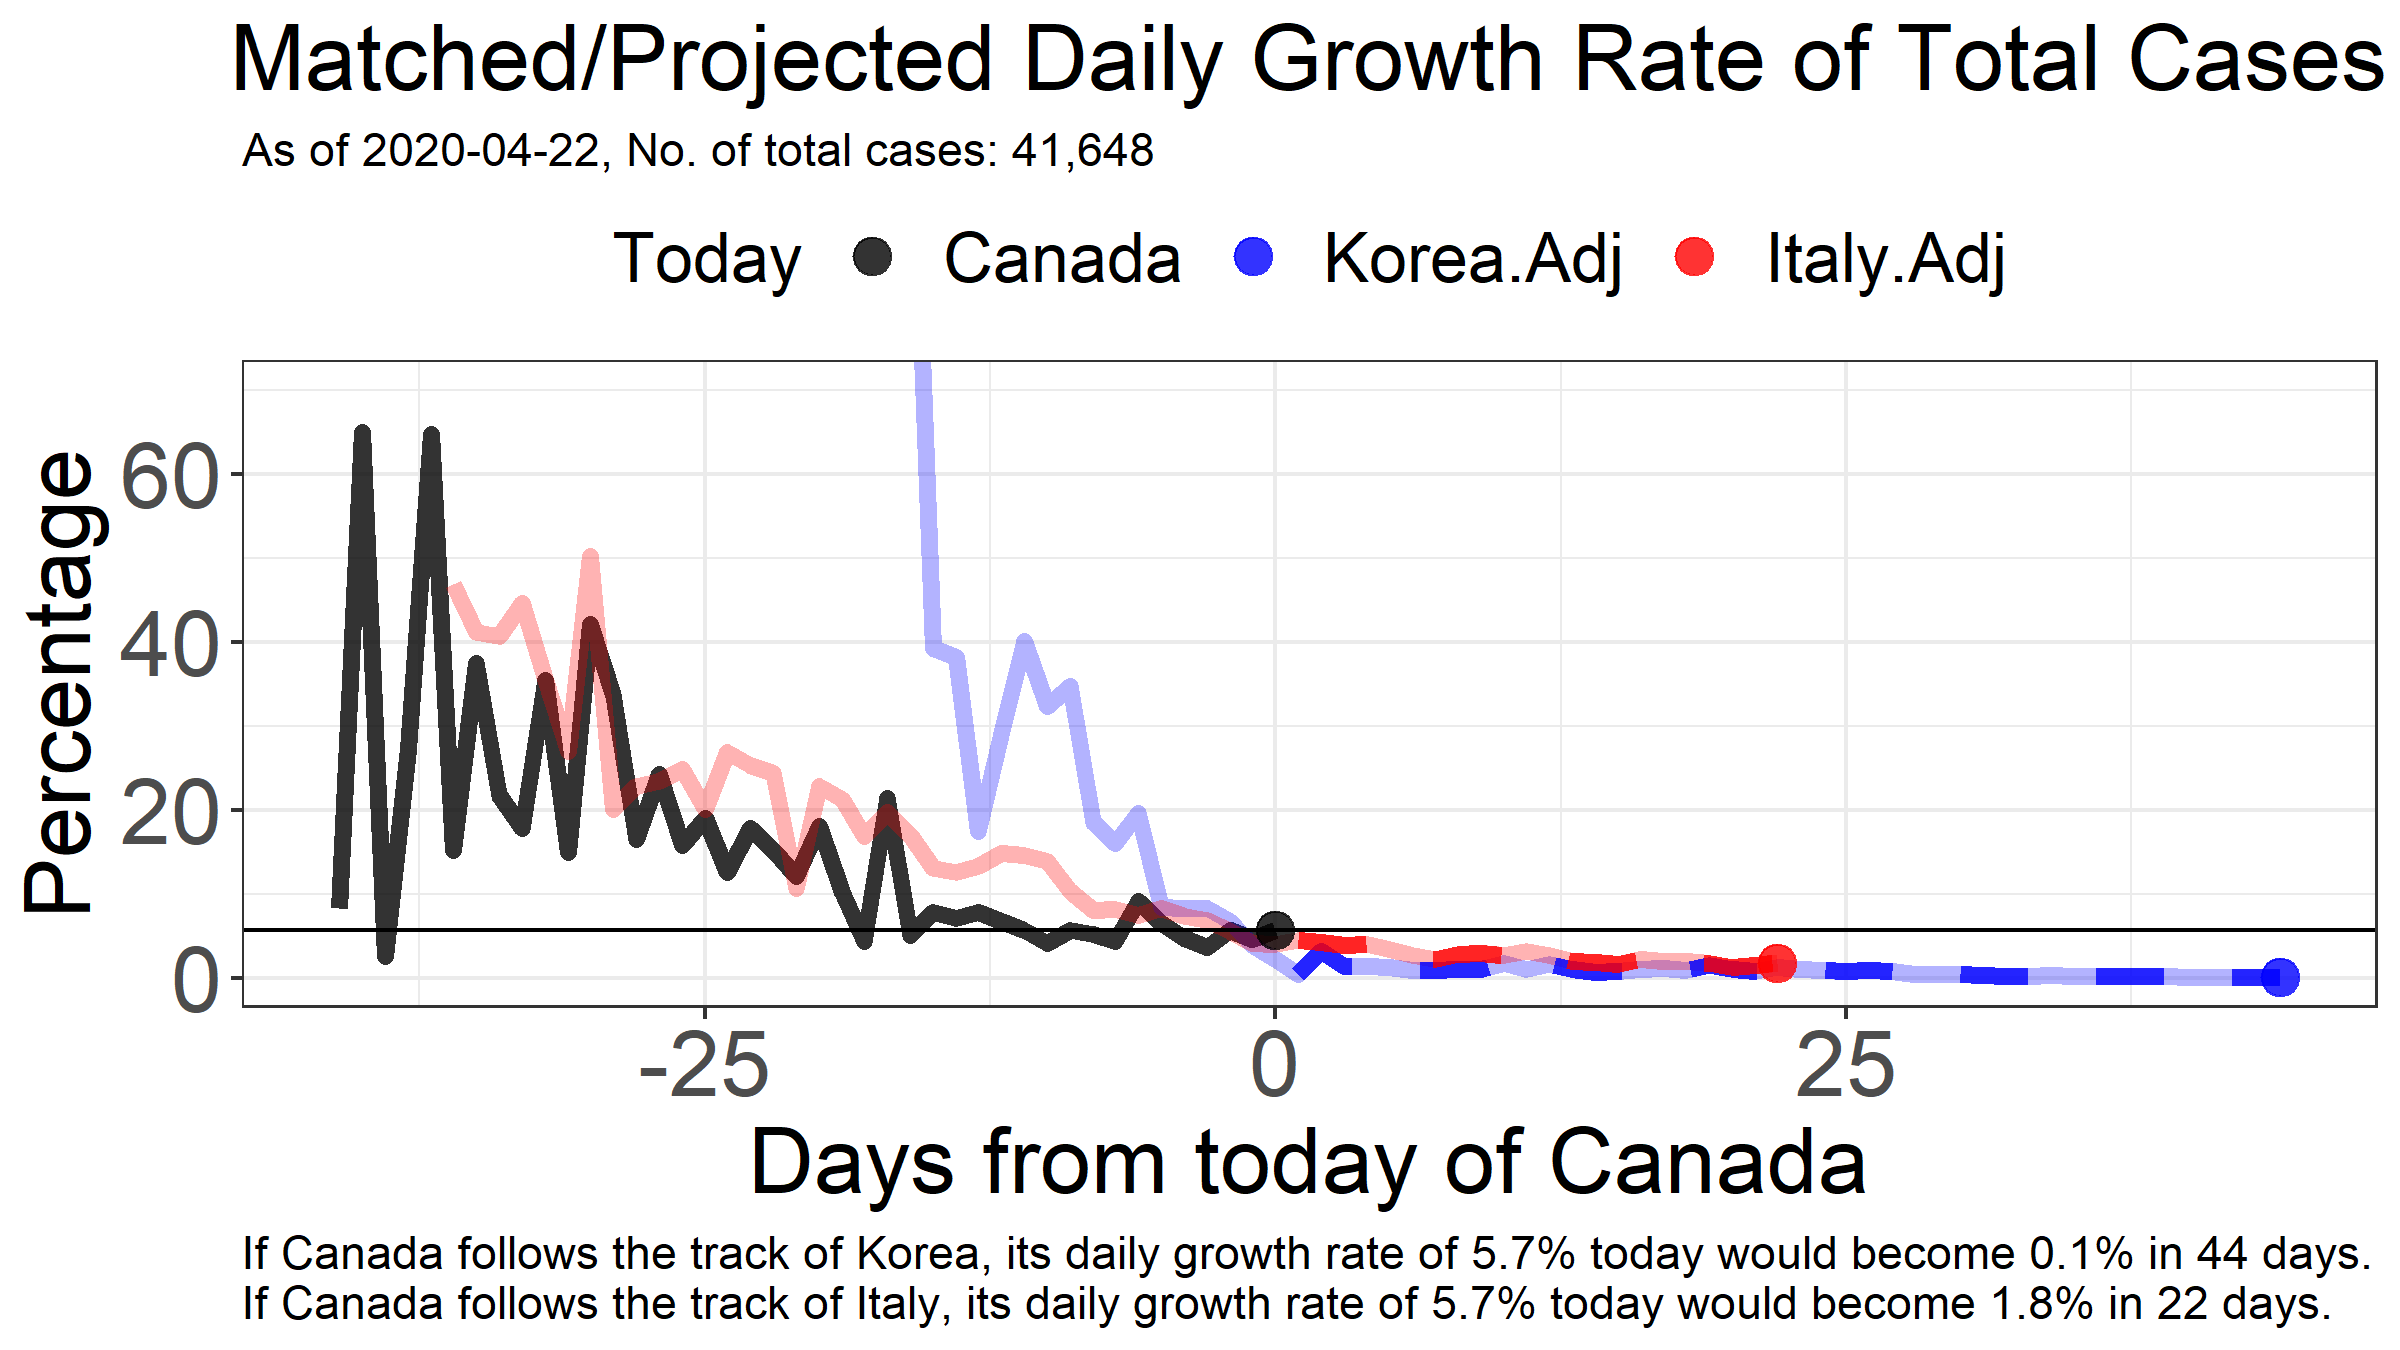 Matched/Projected Daily Growth Rate of Total Cases
As of 2020-04-22, No. of total cases: 41,648
Today Canada Korea.Adj Italy.Adj
Percentage
60
40
20
0
-25 0 25
Days from today of Canada
If Canada follows the track of Korea, its daily growth rate of 5.7% today would become 0.1% in 44 days.
If Canada follows the track of Italy, its daily growth rate of 5.7% today would become 1.8% in 22 days.